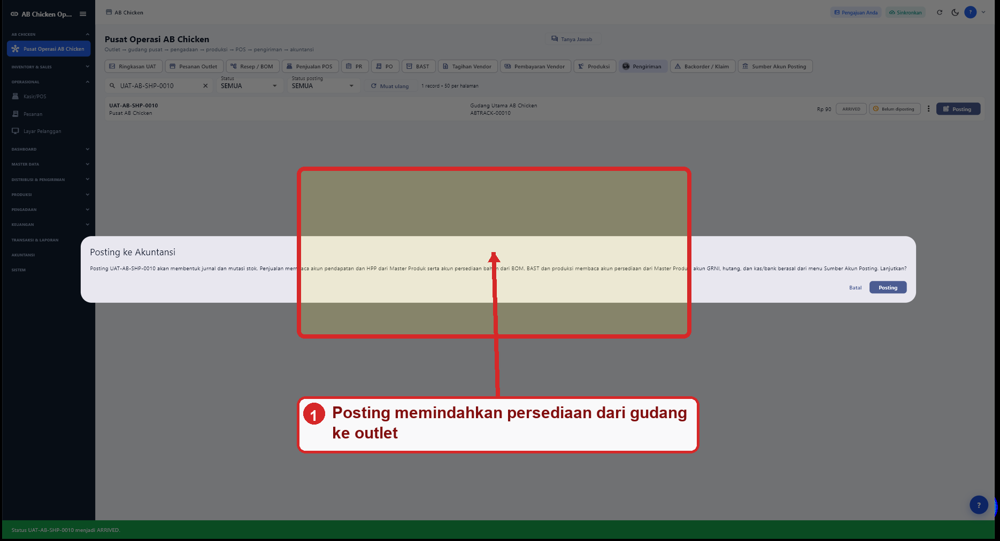 AB Chicken Op...
AB Chicken
Pengajuan Anda
Sinkronkan
?
AB CHICKEN
Pusat Operasi AB Chicken
INVENTORY & SALES
OPERASIONAL
Kasir/POS
Pesanan
Layar Pelanggan
DASHBOARD
MASTER DATA
DISTRIBUSI & PENGIRIMAN
PRODUKSI
PENGADAAN
KEUANGAN
TRANSAKSI & LAPORAN
AKUNTANSI
SISTEM
Pusat Operasi AB Chicken
Tanya Jawab
Outlet → gudang pusat → pengadaan → produksi → POS → pengiriman → akuntansi
Ringkasan UAT
Pesanan Outlet
Resep / BOM
Penjualan POS
PR
PO
BAST
Tagihan Vendor
Pembayaran Vendor
Produksi
Pengiriman
Backorder / Klaim
Sumber Akun Posting
UAT-AB-SHP-0010
Status
SEMUA
Status posting
SEMUA
Muat ulang
1 record • 50 per halaman
UAT-AB-SHP-0010
Pusat AB Chicken
Gudang Utama AB Chicken
ABTRACK-00010
Rp 90
ARRIVED
Belum diposting
Posting
Posting ke Akuntansi
Posting UAT-AB-SHP-0010 akan membentuk jurnal dan mutasi stok. Penjualan membaca akun pendapatan dan HPP dari Master Produk serta akun persediaan bahan dari BOM. BAST dan produksi membaca akun persediaan dari Master Produk akun GRNI, hutang, dan kas/bank berasal dari menu Sumber Akun Posting. Lanjutkan?
Batal
Posting
1 Posting memindahkan persediaan dari gudang
ke outlet
?
Status UAT-AB-SHP-0010 menjadi ARRIVED.